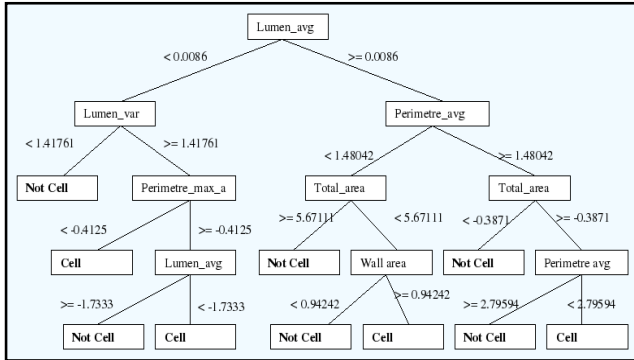 Lumen_avg
< 0.0086 >= 0.0086
Lumen_var Perimetre_avg
< 1.41761 >= 1.41761 < 1.48042 >= 1.48042
Not Cell Perimetre_max_a Total_area Total_area
< -0.4125 >= -0.4125 >= 5.67111 < 5.67111 < -0.3871 >= -0.3871
Cell Lumen_avg Not Cell Wall area Not Cell Perimetre avg
>= -1.7333 < -1.7333 < 0.94242 >= 0.94242 >= 2.79594 < 2.79594
Not Cell Cell Not Cell Cell Not Cell Cell